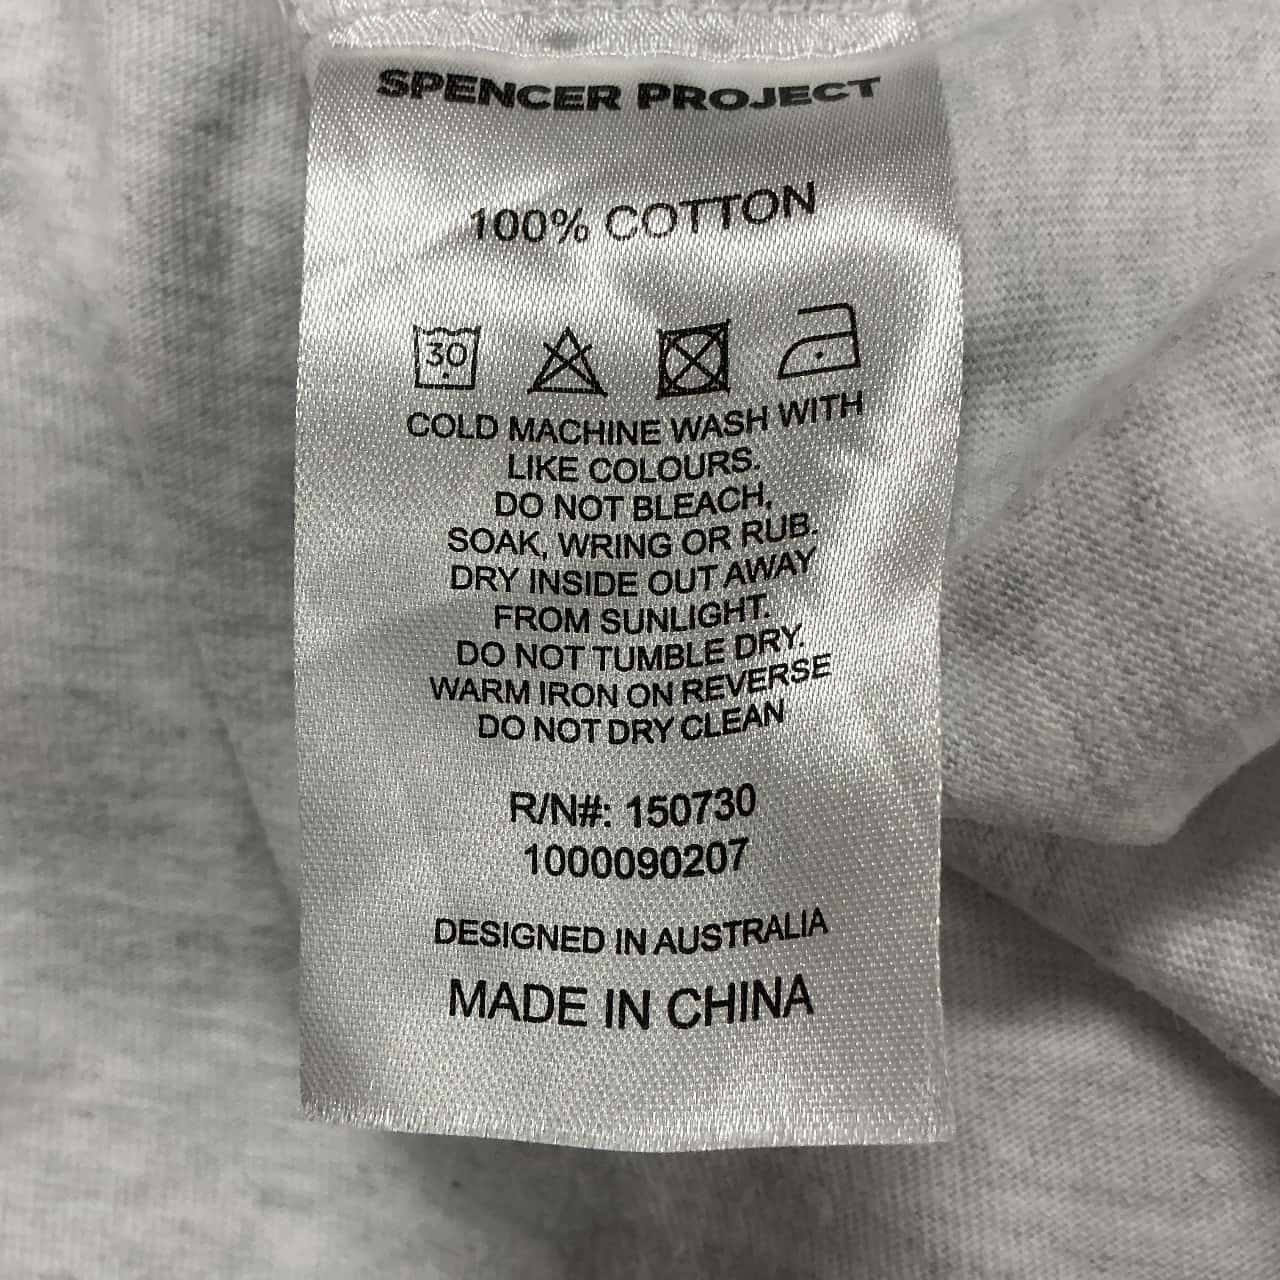 SPENCER PROJECT
100% COTTON
30
COLD MACHINE WASH WITH
LIKE COLOURS.
DO NOT BLEACH,
SOAK, WRING OR RUB.
DRY INSIDE OUT AWAY
FROM SUNLIGHT.
DO NOT TUMBLE DRY.
WARM IRON ON REVERSE
DO NOT DRY CLEAN
R/N#: 150730
1000090207
DESIGNED IN AUSTRALIA
MADE IN CHINA